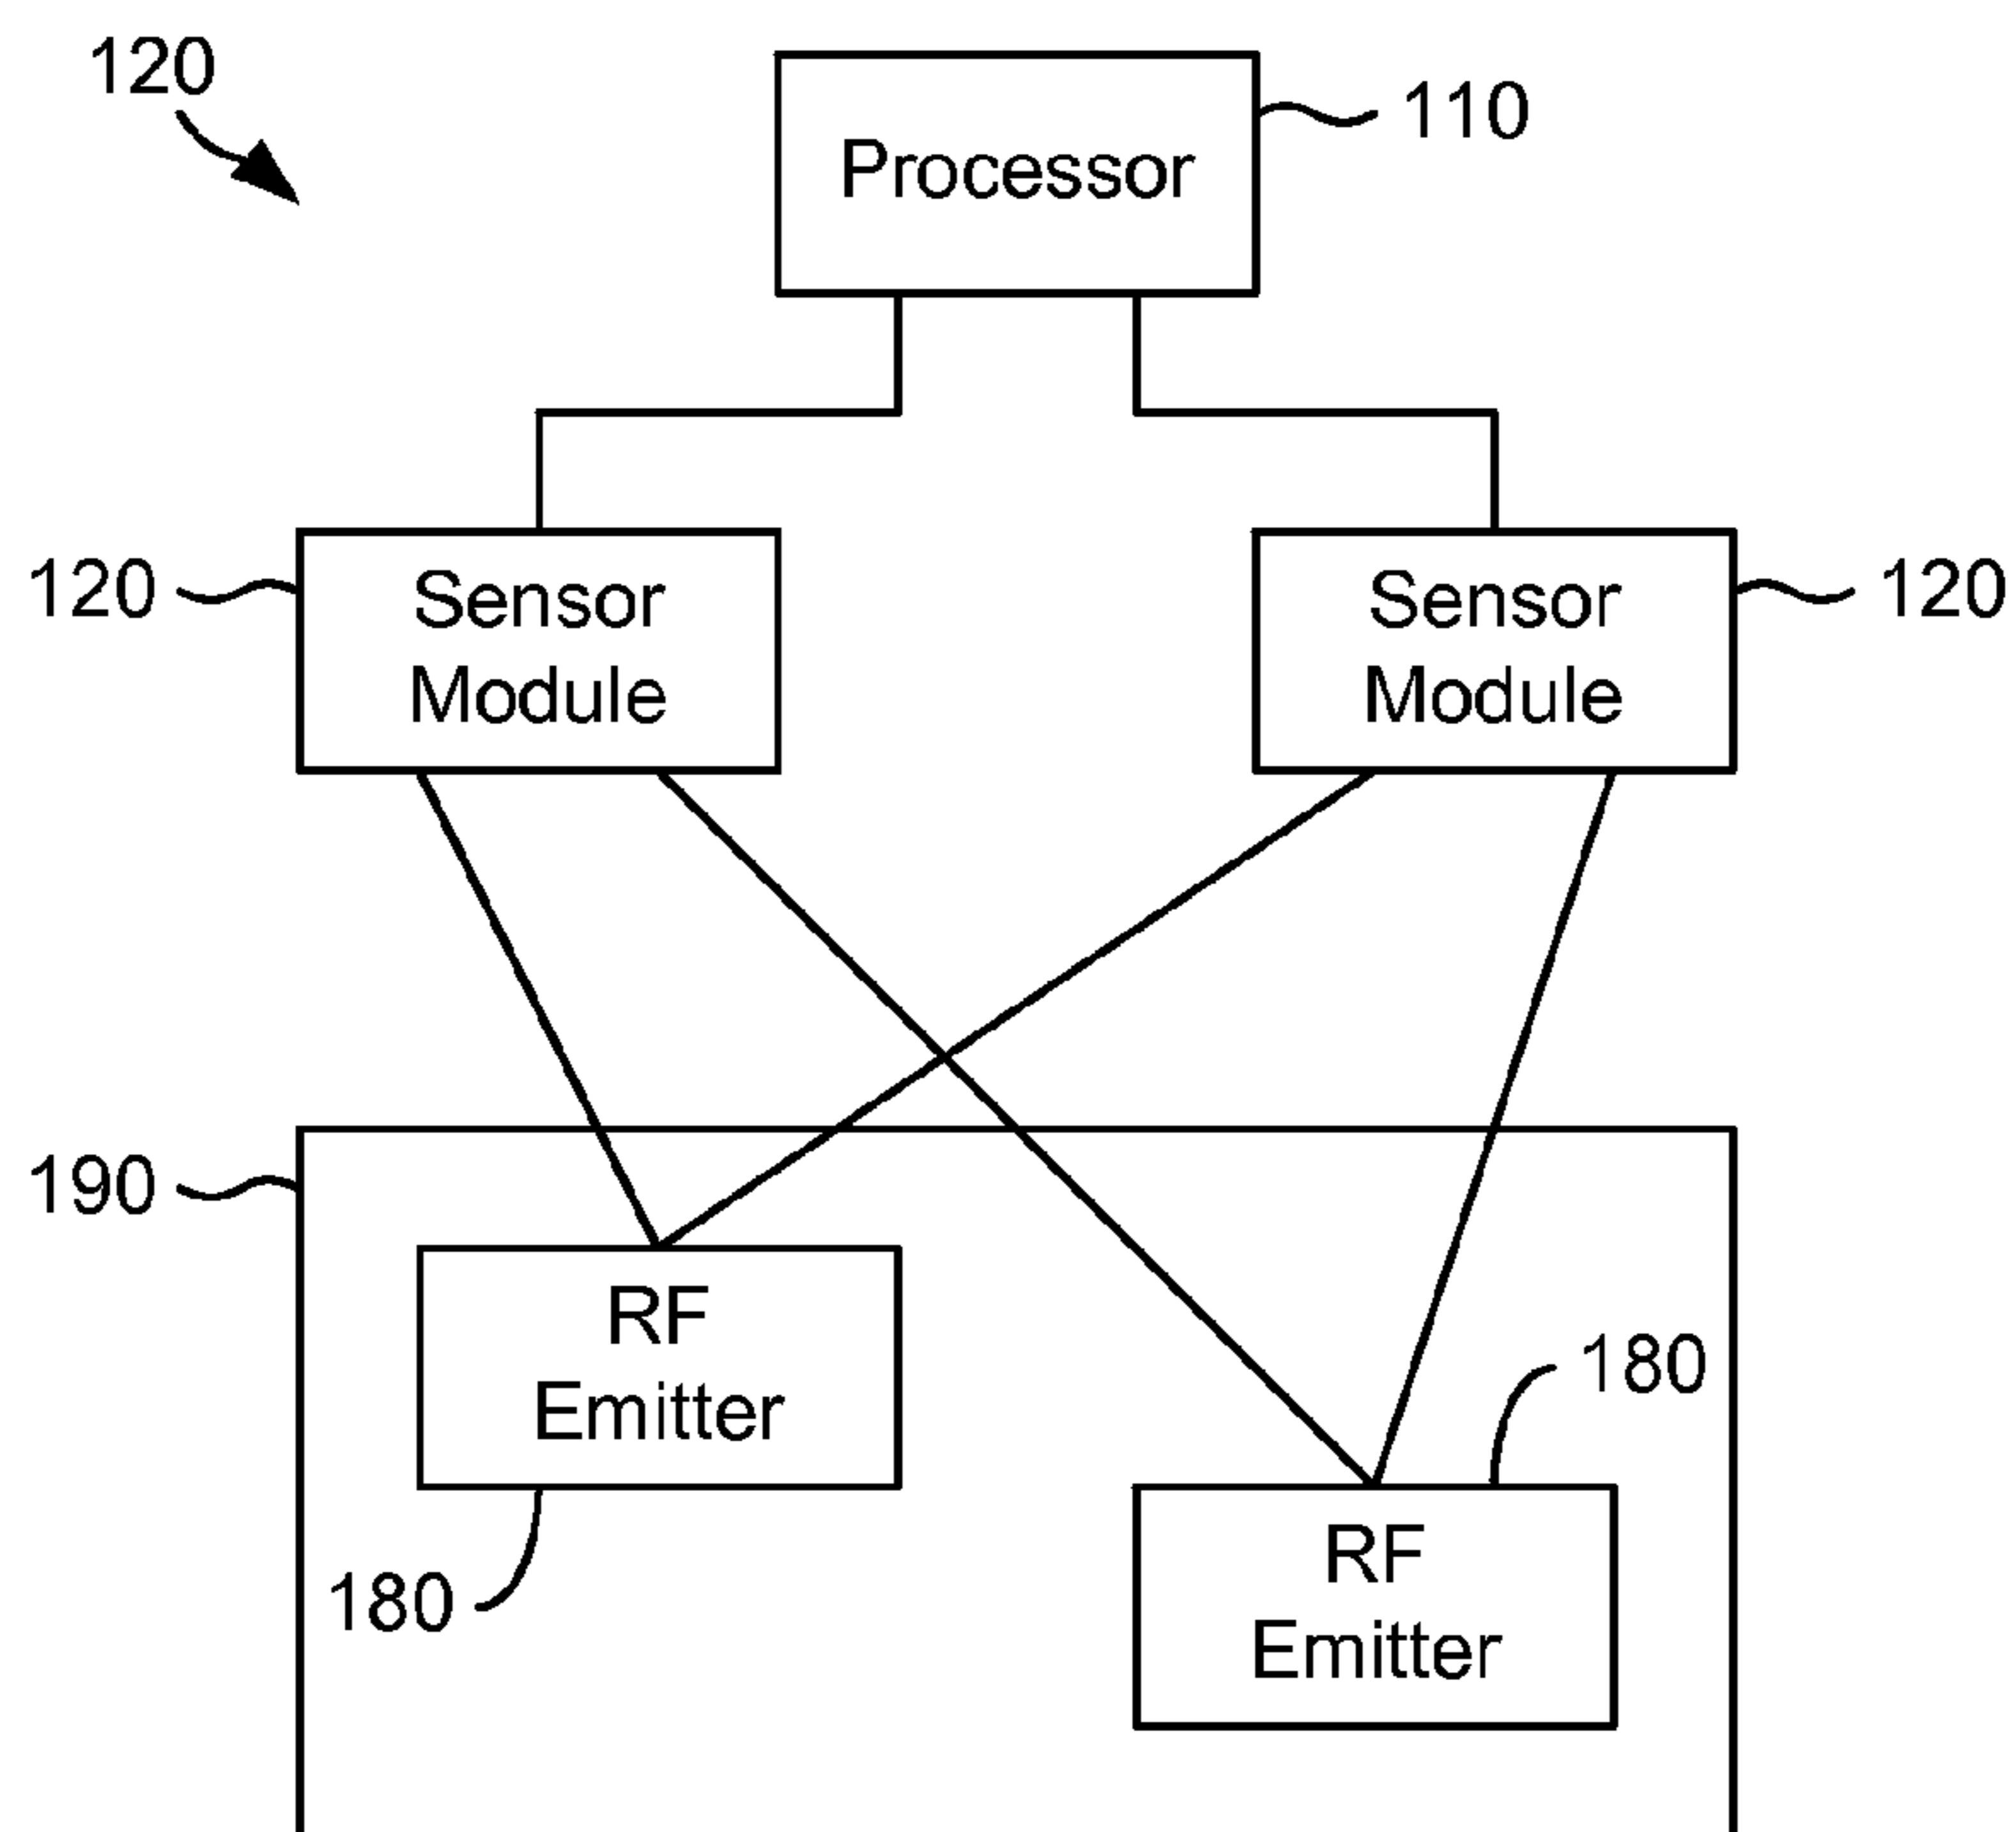 120
Processor
110
120
Sensor
Module
Sensor
Module
120
190
RF
Emitter
180
180
RF
Emitter